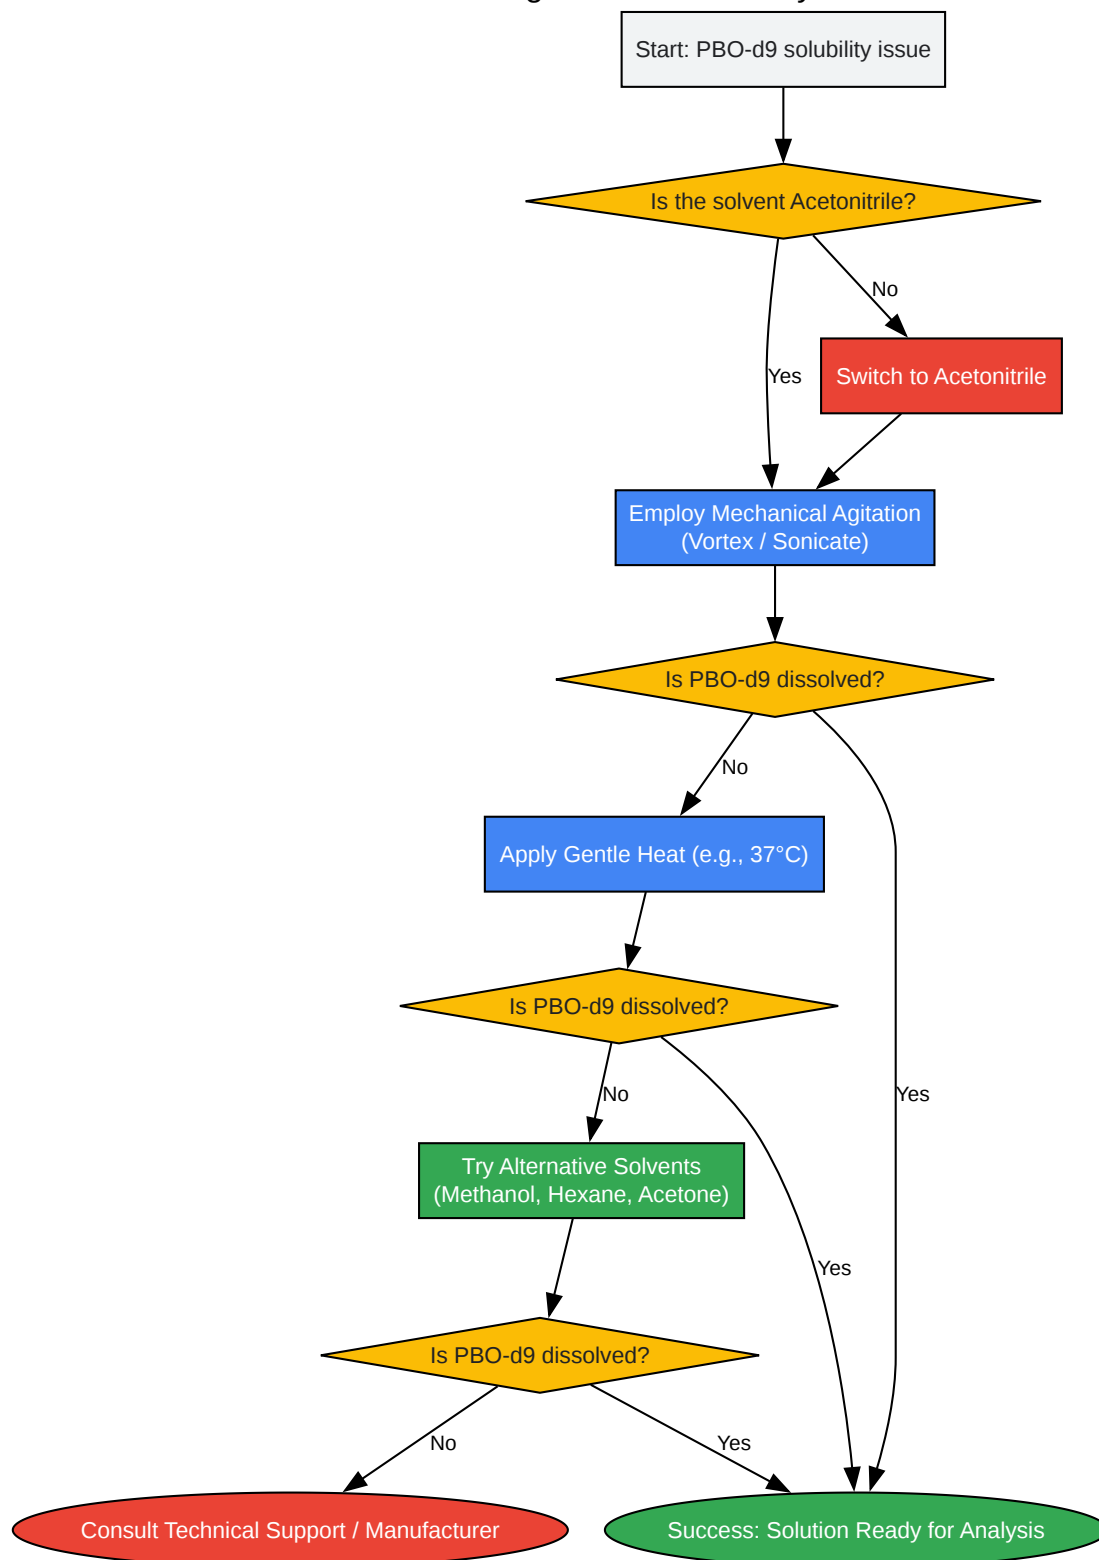 Start: PBO-d9 solubility issue
Is the solvent Acetonitrile?
No
Yes
Switch to Acetonitrile
Employ Mechanical Agitation
(Vortex / Sonicate)
Is PBO-d9 dissolved?
No
Apply Gentle Heat (e.g., 37°C)
Is PBO-d9 dissolved?
No
Yes
Try Alternative Solvents
(Methanol, Hexane, Acetone)
Yes
Is PBO-d9 dissolved?
No
Yes
Consult Technical Support / Manufacturer
Success: Solution Ready for Analysis